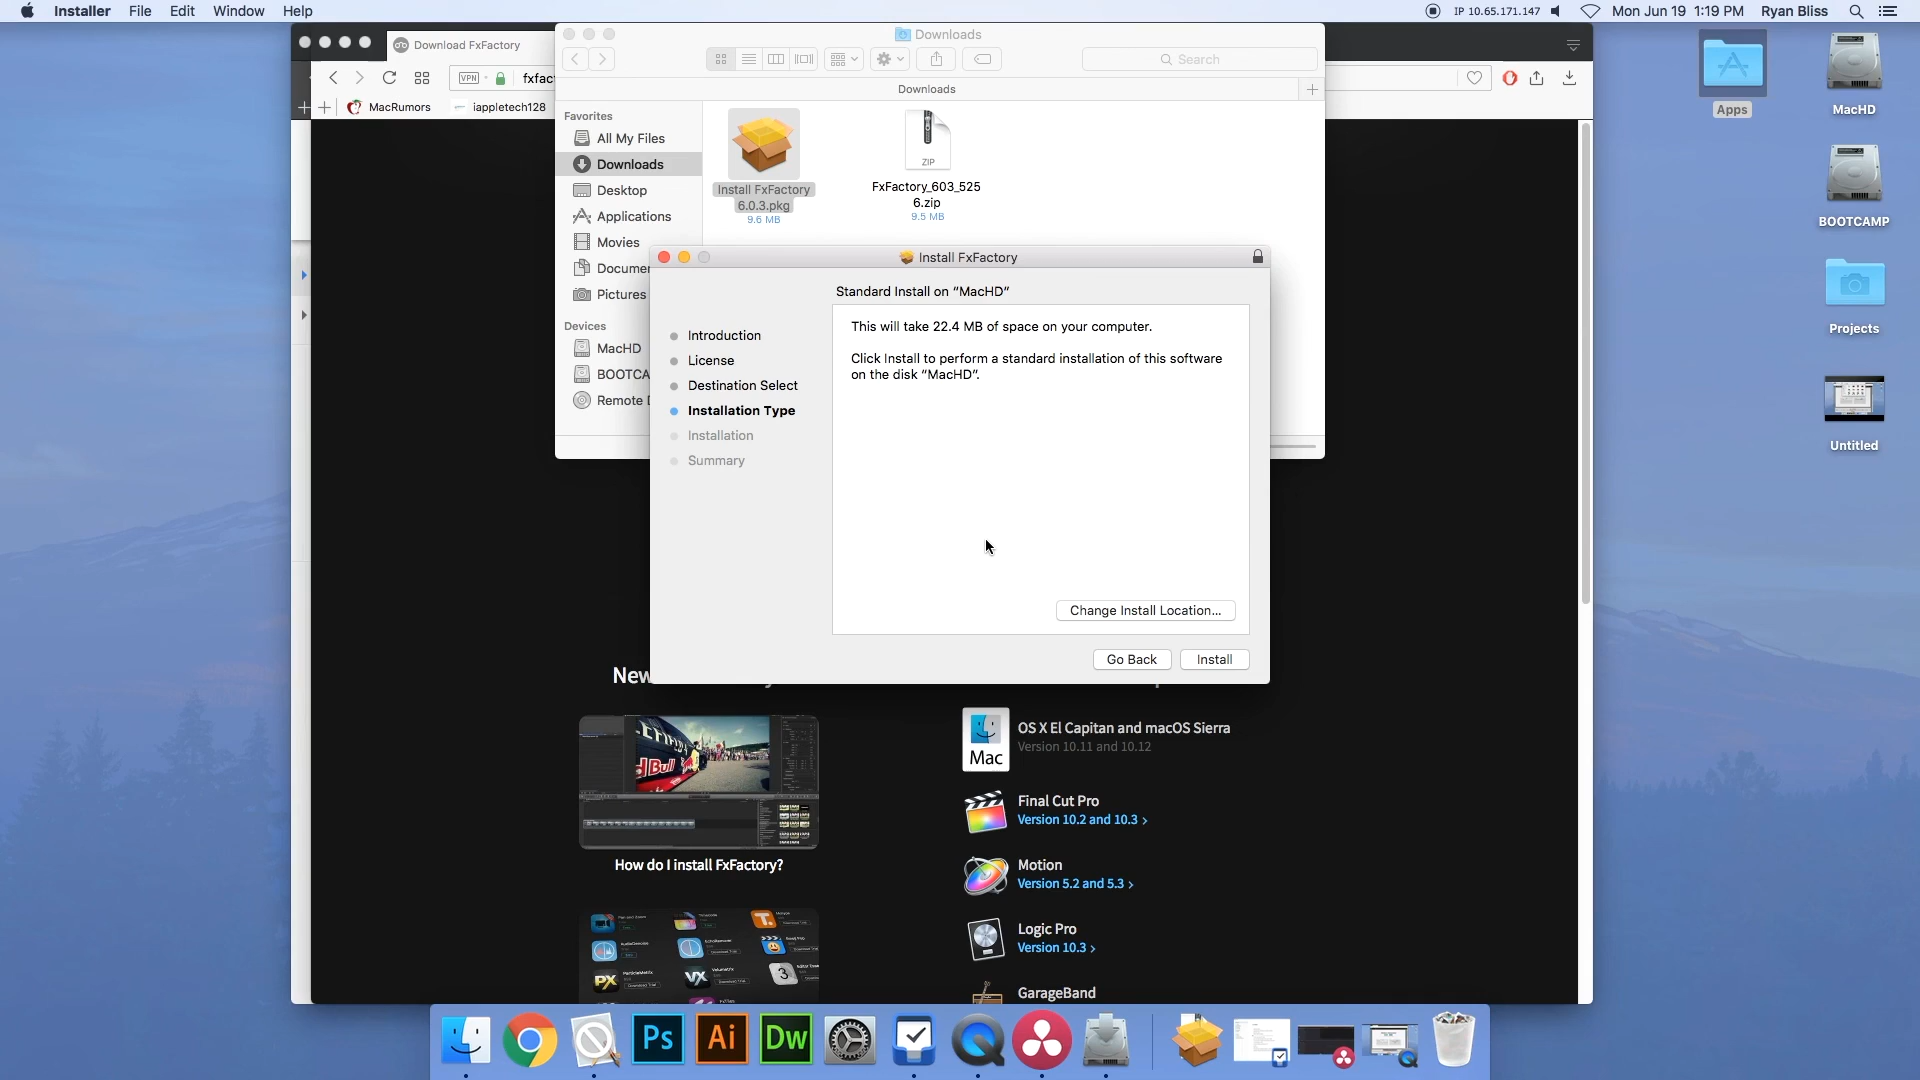 Installer File Edit Window Help
IP 10.65.171.147 Mon Jun 19 1:19 PM Ryan Bliss
Download FxFactory
Downloads
VPN
fxfac
Search
Downloads
MacRumors
iappletech128
Favorites
All My Files
Downloads
Desktop
Applications
Movies
Documen
Pictures
Devices
MacHD
BOOTCA
Remote
Install FxFactory
6.0.3.pkg
9.6 MB
ZIP
FxFactory_603_525
6.zip
9.5 MB
Install FxFactory
Standard Install on “MacHD”
Introduction
License
Destination Select
Installation Type
Installation
Summary
This will take 22.4 MB of space on your computer.
Click Install to perform a standard installation of this software
on the disk “MacHD”.
Change Install Location...
Go Back
Install
New
Red Bull
How do I install FxFactory?
Mac
OS X El Capitan and macOS Sierra
Version 10.11 and 10.12
Final Cut Pro
Version 10.2 and 10.3 >
Motion
Version 5.2 and 5.3 >
Logic Pro
Version 10.3 >
GarageBand
PX
VX
3
Apps
MacHD
BOOTCAMP
Projects
Untitled
Ps
Ai
Dw